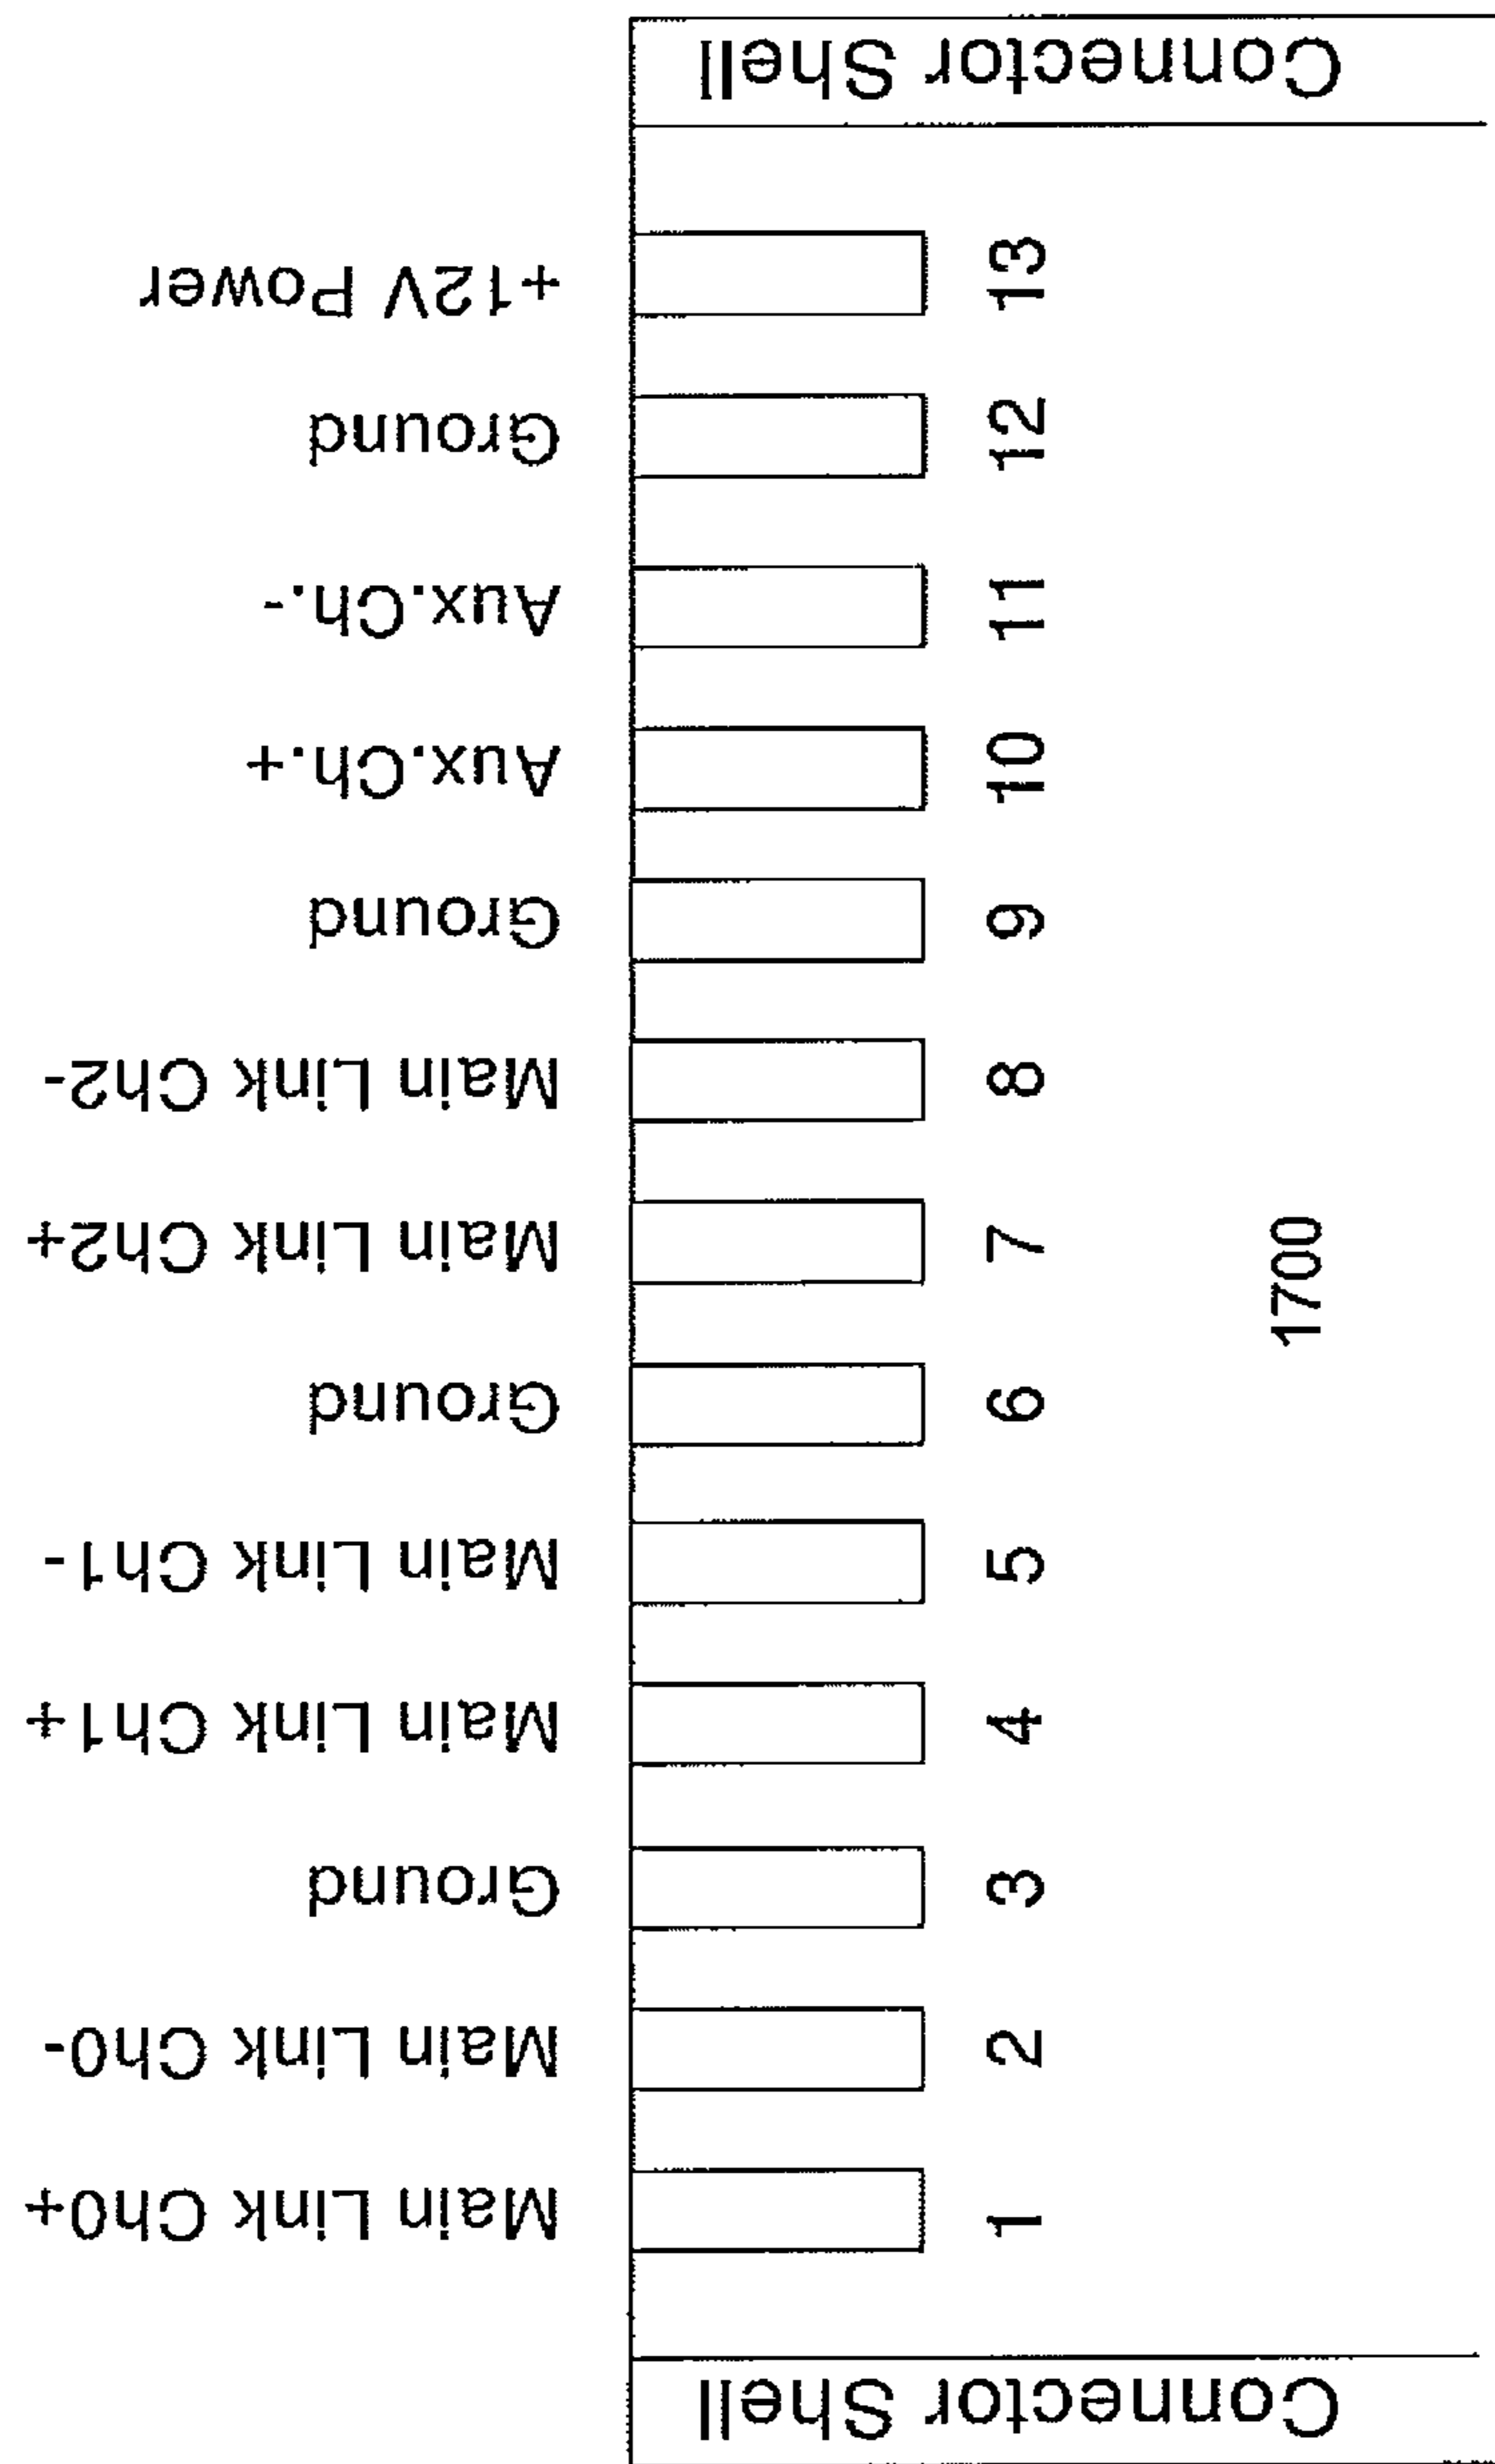 Connector Shell
Main Link Ch0+
1
Main Link Ch0-
2
Ground
3
Main Link Ch1+
4
Main Link Ch1-
5
Ground
6
Main Link Ch2+
7
Main Link Ch2-
8
Ground
9
Aux.Ch.+
10
Aux.Ch.-
11
Ground
12
+12V Power
13
Connector Shell
1700